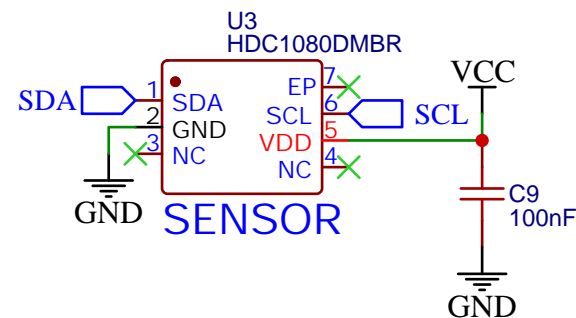 U3
HDC1080DMBR
SDA
1
SDA
2
GND
3
NC
EP
7
SCL
6
SCL
VDD
5
NC
4
VCC
GND
SENSOR
C9
100nF
GND